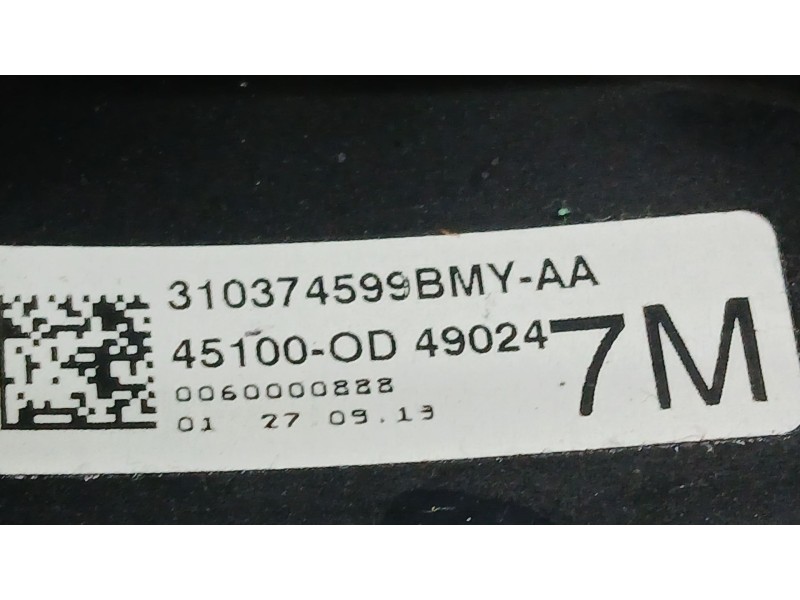 310374599BMY-AA
45100-OD 49024
7M
0060000888
01 27 09.13